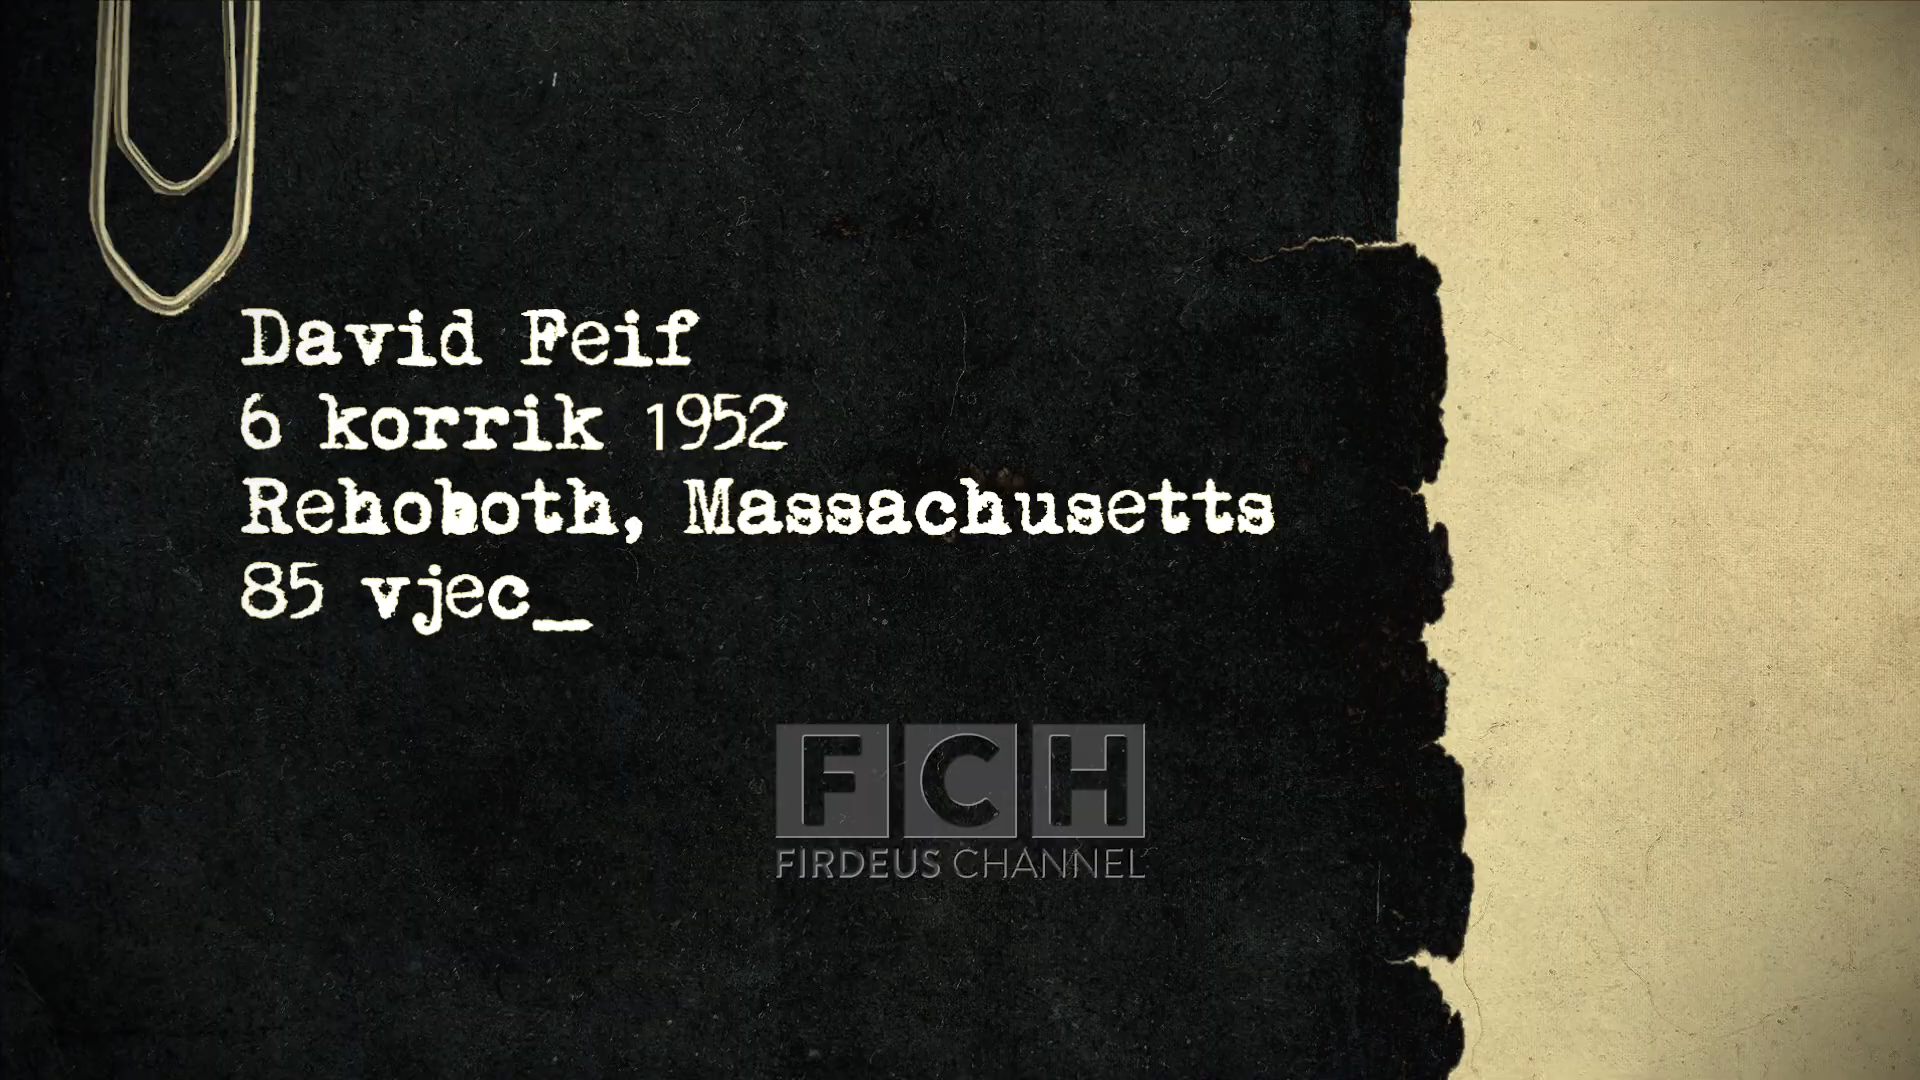 David Feif
6 korrik 1952
Rehoboth, Massachusetts
85 vjec_
FCH
FIRDEUS CHANNEL